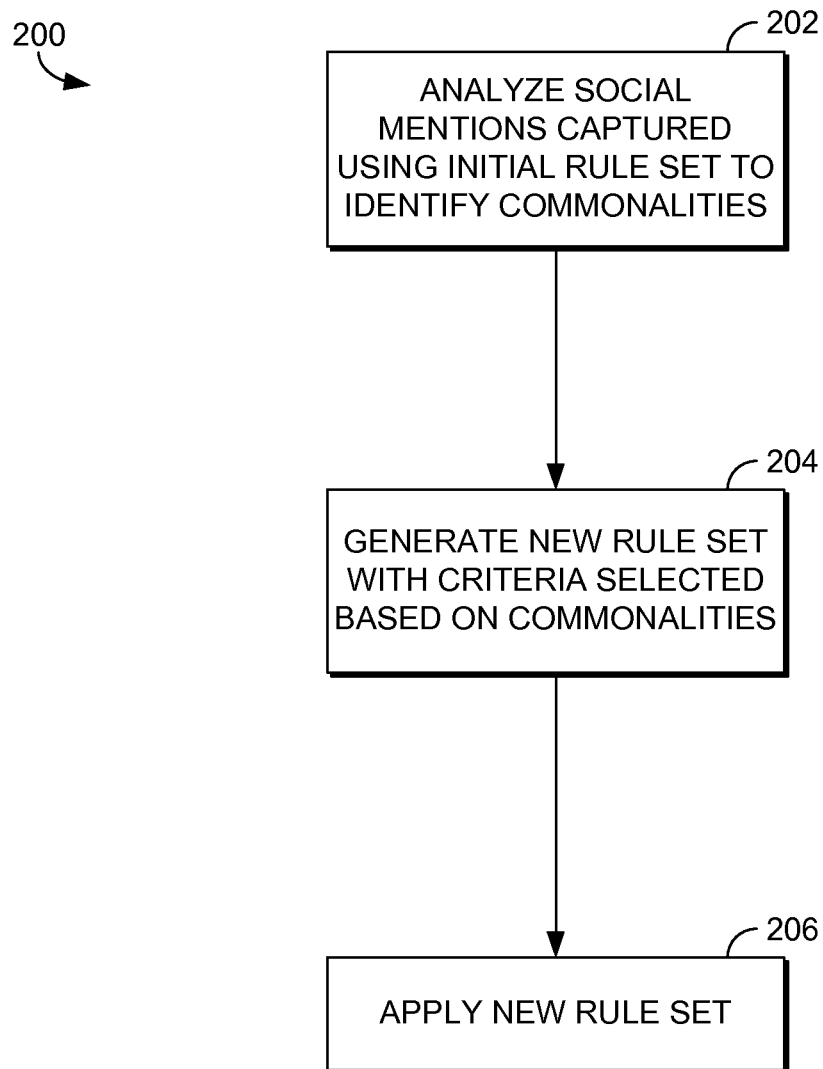 200
202
ANALYZE SOCIAL
MENTIONS CAPTURED
USING INITIAL RULE SET TO
IDENTIFY COMMONALITIES
204
GENERATE NEW RULE SET
WITH CRITERIA SELECTED
BASED ON COMMONALITIES
206
APPLY NEW RULE SET